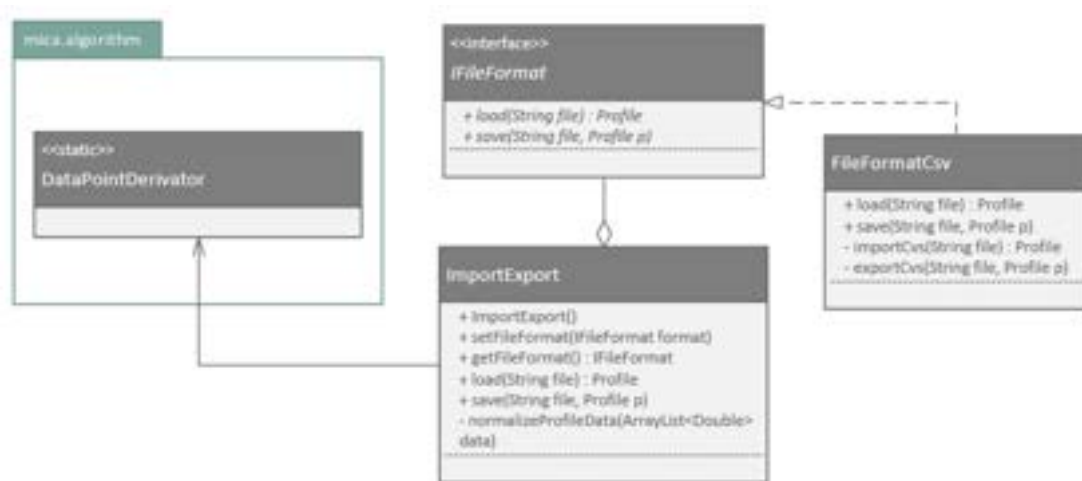 mica.algorithm
<<static>>
DataPointDerivator
<<interface>>
IFileFormat
+ load(String file) : Profile
+ save(String file, Profile p)
FileFormatCsv
+ load(String file) : Profile
+ save(String file, Profile p)
- importCvs(String file) : Profile
- exportCvs(String file, Profile p)
ImportExport
+ ImportExport()
+ setFileFormat(IFileFormat format)
+ getFileFormat() : IFileFormat
+ load(String file) : Profile
+ save(String file, Profile p)
- normalizeProfileData(ArrayList<Double>
data)